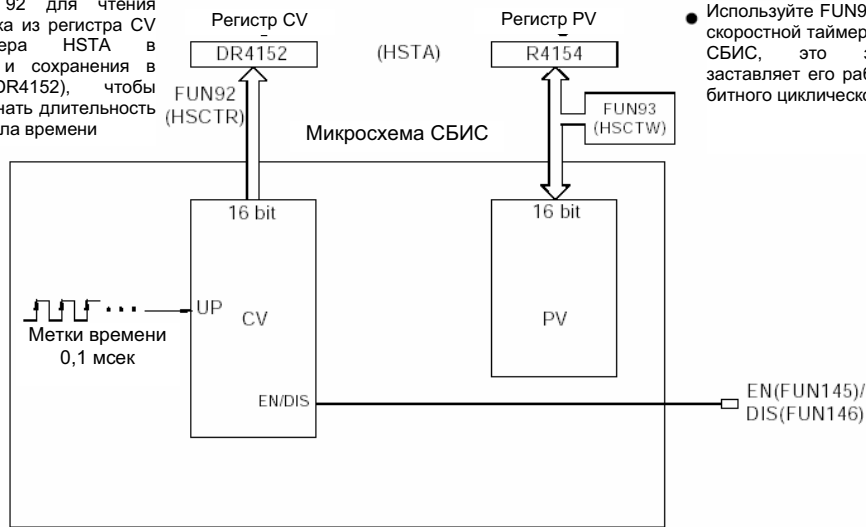 92 для чтения
ка из регистра CV
ера HSTA в
и сохранения в
DR4152), чтобы
нать длительность
ла времени
Регистр CV
DR4152
(HSTA)
Регистр PV
R4154
Используйте FUN9
скоростной таймер
СБИС, это з
заставляет его раб
битного циклическо
FUN92
(HSCTR)
FUN93
(HSCTW)
Микросхема СБИС
16 bit
16 bit
UP
CV
PV
Метки времени
0,1 мсек
EN/DIS
EN(FUN145)/
DIS(FUN146)